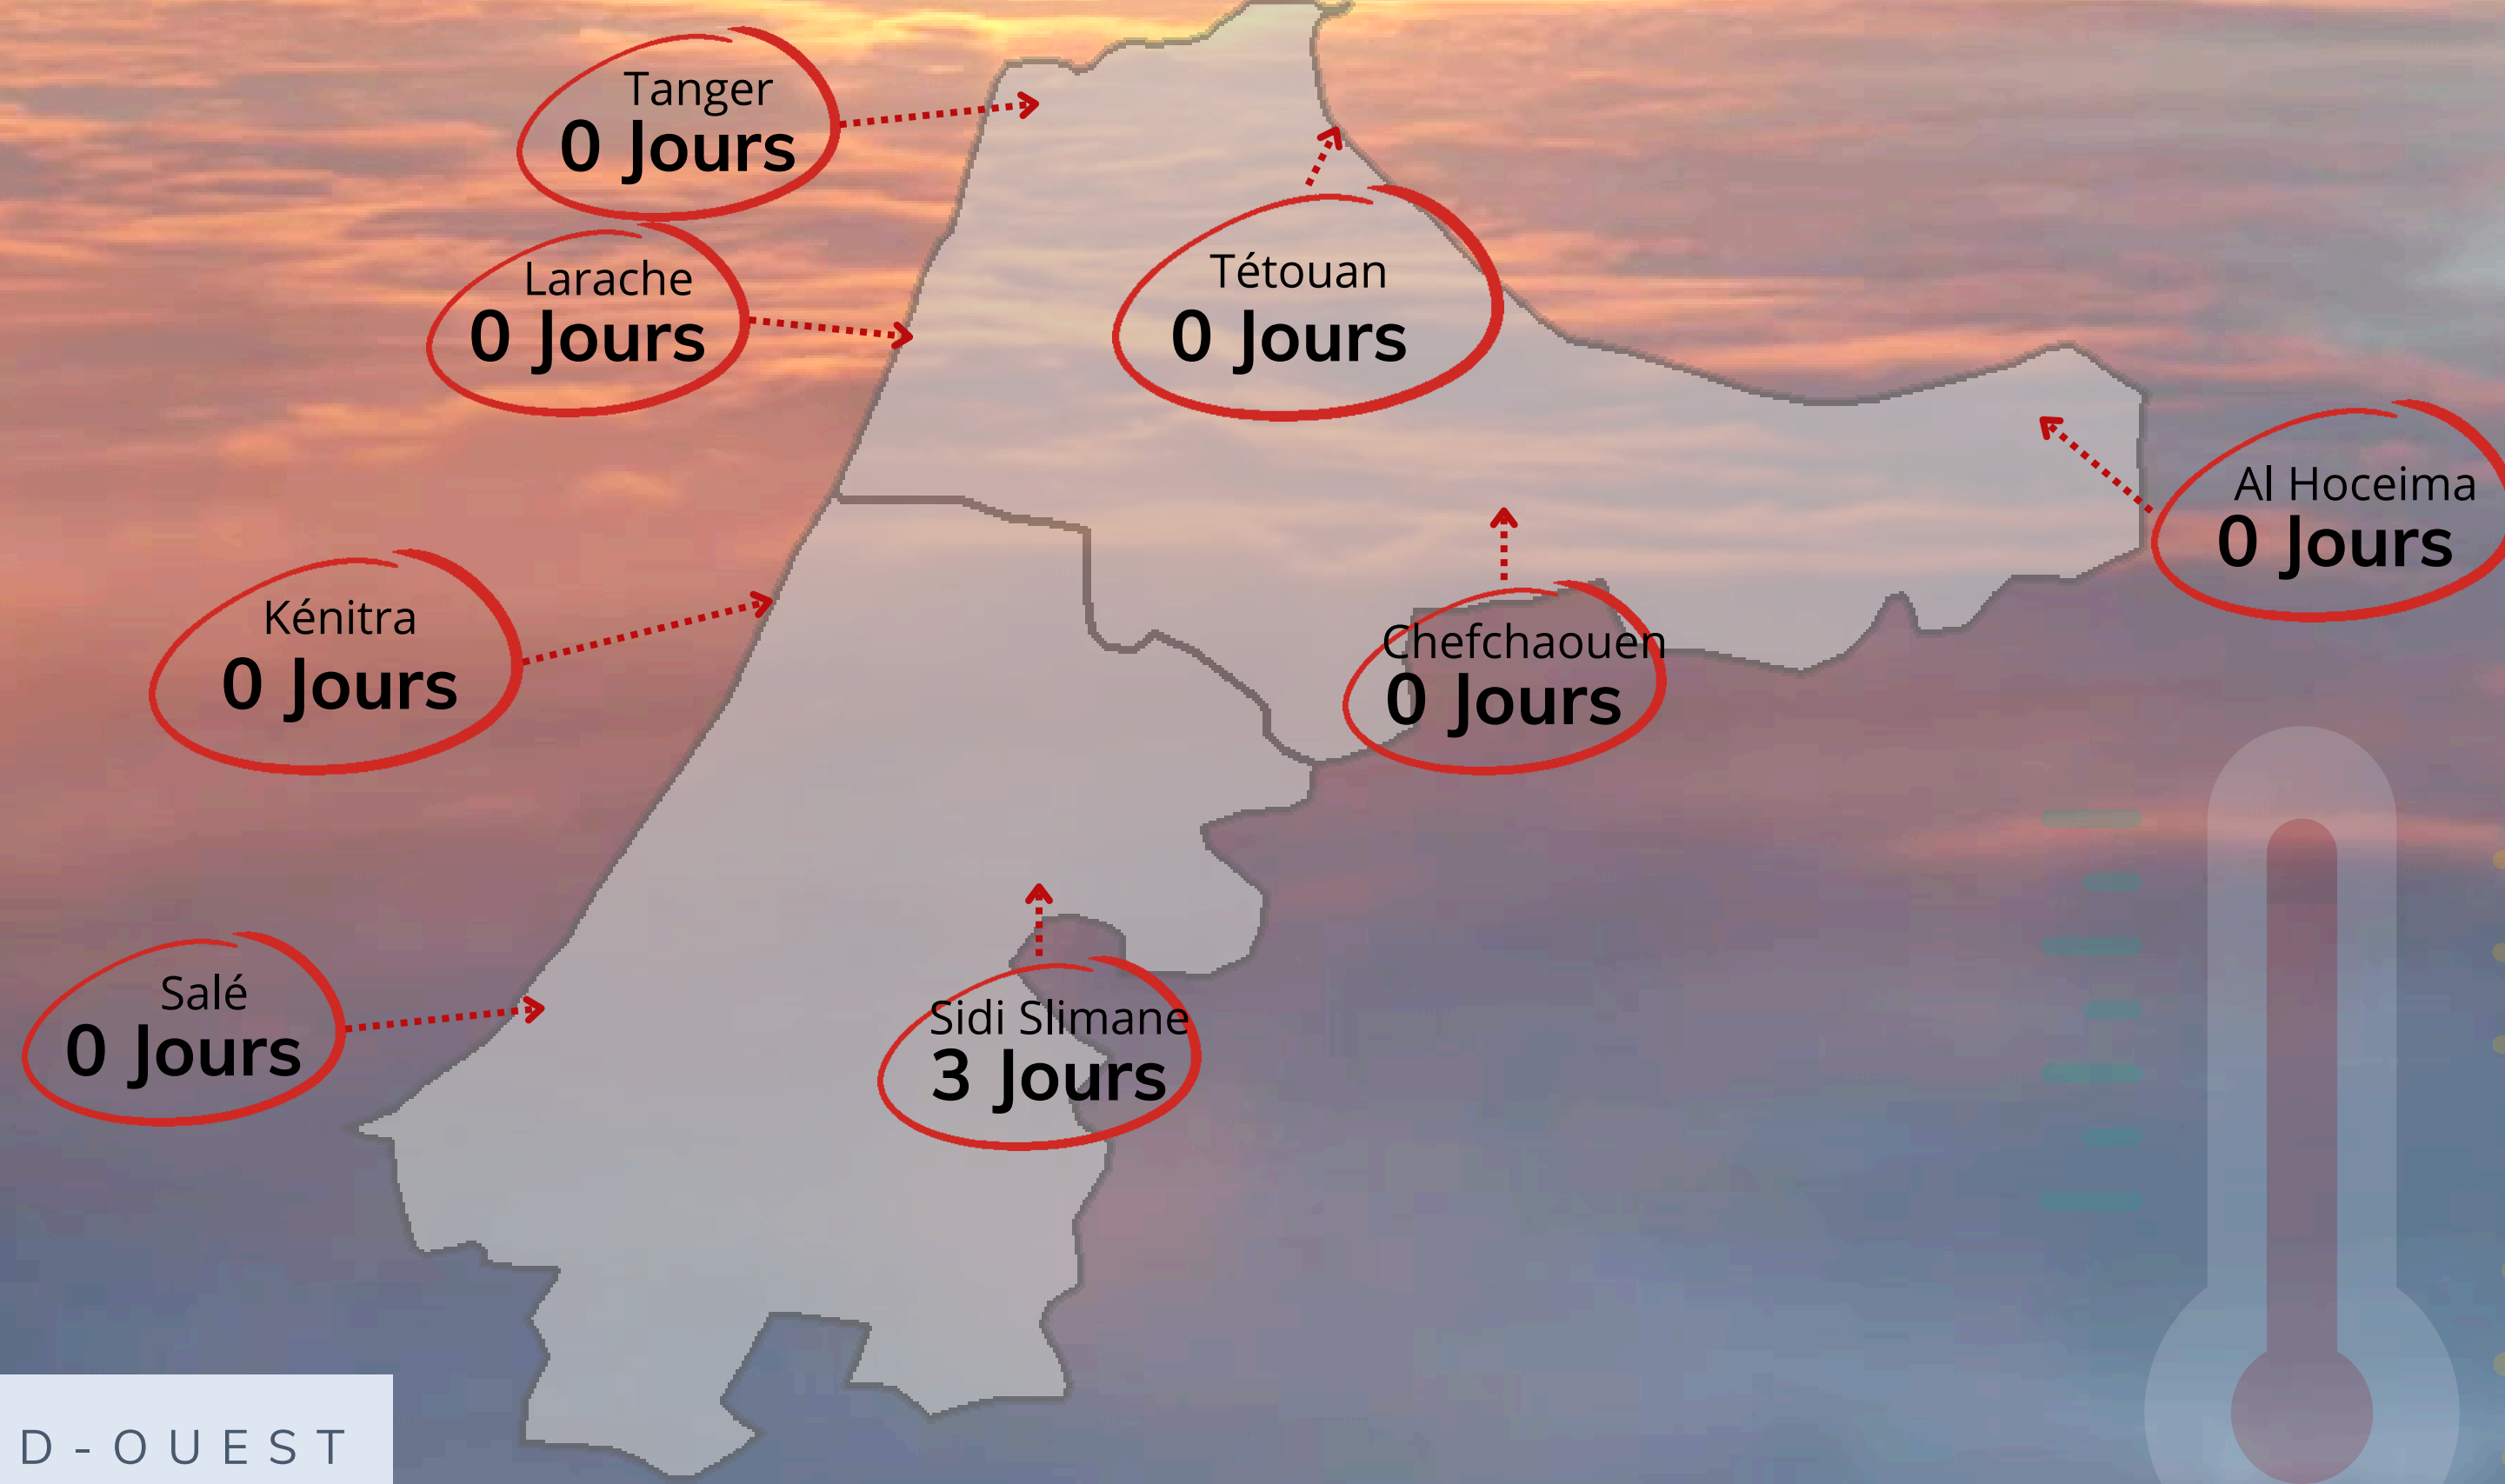 Tanger
0 Jours
Larache
0 Jours
Tétouan
0 Jours
Al Hoceima
0 Jours
Kénitra
0 Jours
Chefchaouen
0 Jours
Salé
0 Jours
Sidi Slimane
3 Jours
D-OUEST